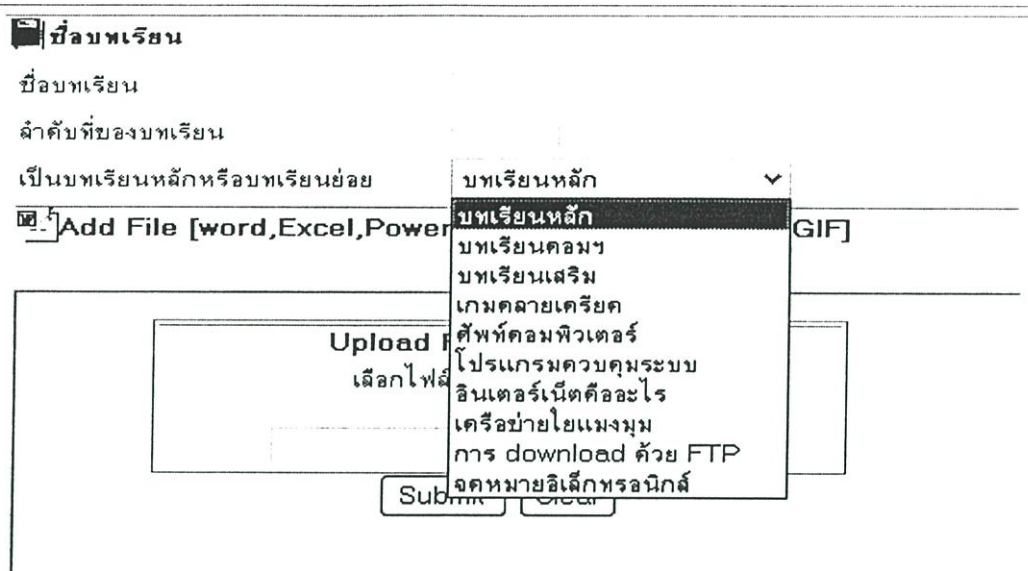 ชื่อบทเรียน
ชื่อบทเรียน
ลำดับที่ของบทเรียน
เป็นบทเรียนหลักหรือบทเรียนย่อย บทเรียนหลัก
บทเรียนหลัก
Add File [word,Excel,Power GIF]
บทเรียนคอมฯ
บทเรียนเสริม
เกมคลายเครียด
Upload ศัพท์คอมพิวเตอร์
โปรแกรมควบคุมระบบ
เลือกไฟล์
อินเตอร์เน็ตคืออะไร
เครือข่ายใยแมงมุม
การ download ด้วย FTP
จดหมายอิเล็กทรอนิกส์
Submit Clear